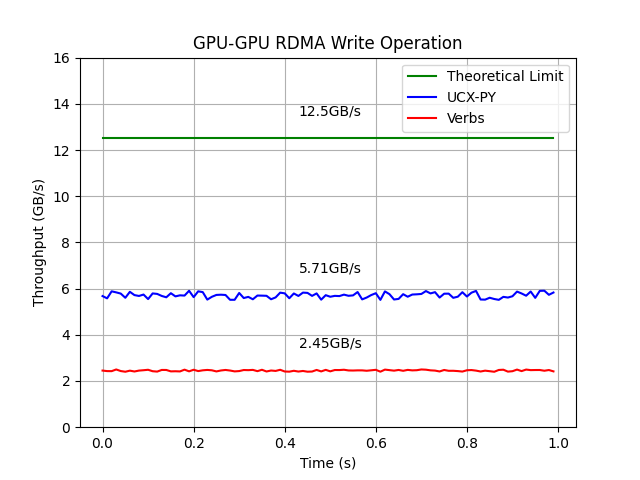 GPU-GPU RDMA Write Operation
Theoretical Limit
UCX-PY
Verbs
12.5GB/s
5.71GB/s
2.45GB/s
Throughput (GB/s)
16
14
12
10
8
6
4
2
0
0.0 0.2 0.4 0.6 0.8 1.0
Time (s)